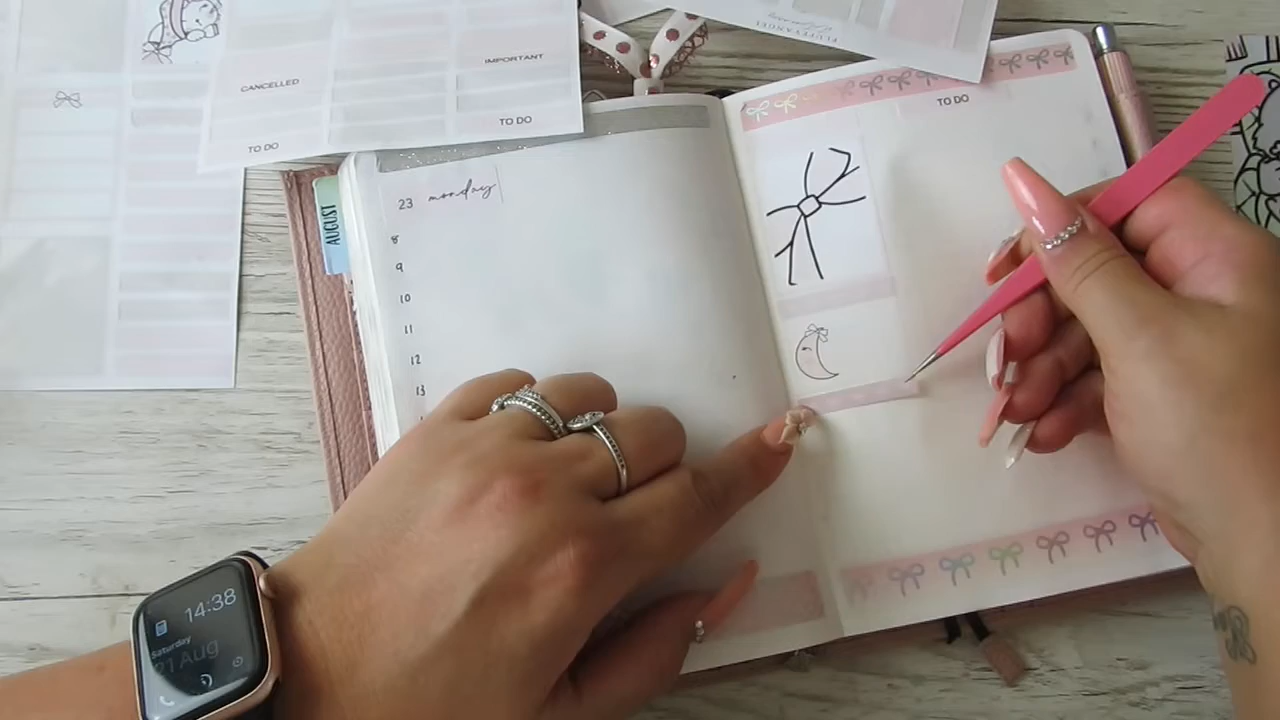 CANCELLED
IMPORTANT
TO DO
TO DO
TO DO
AUGUST
23 monday
8
9
10
11
12
13
14:38
Saturday
21 Aug